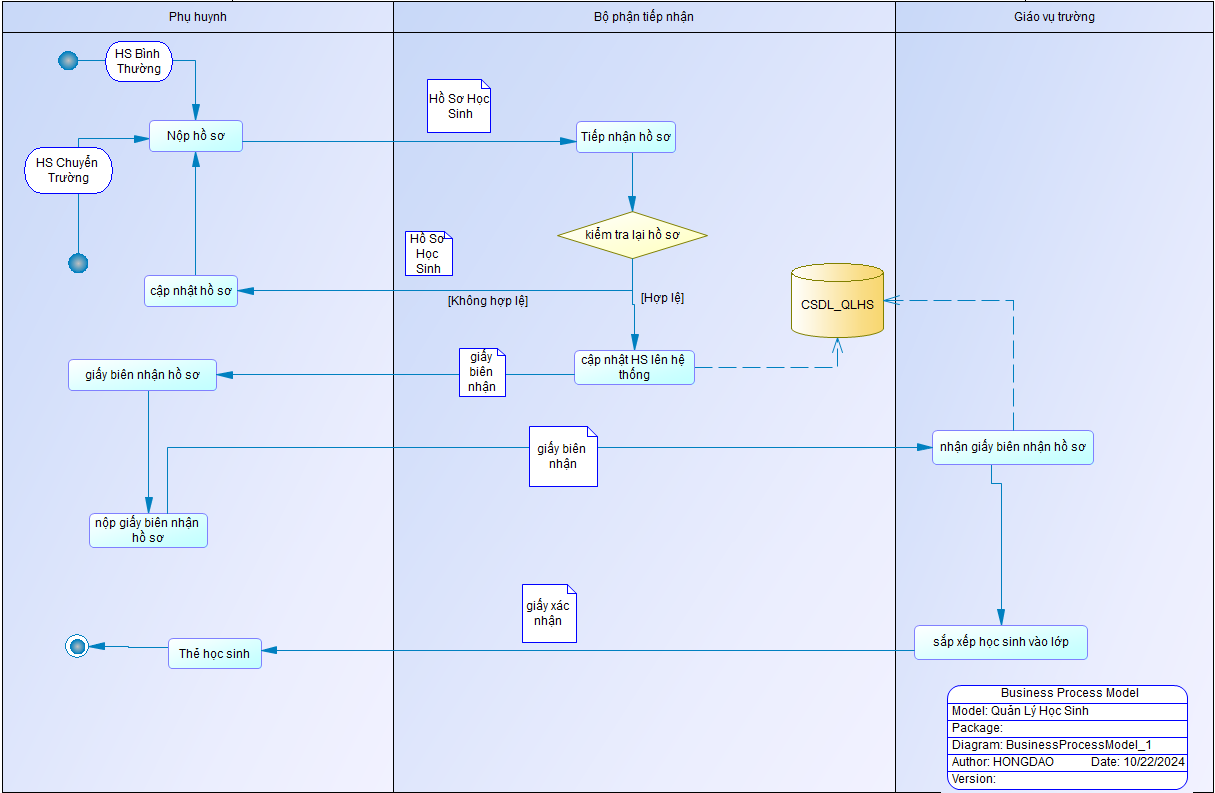 Phụ huynh
Bộ phận tiếp nhận
Giáo vụ trường
HS Bình
Thường
Hồ Sơ Học
Sinh
Nộp hồ sơ
Tiếp nhận hồ sơ
HS Chuyển
Trường
kiểm tra lại hồ sơ
Hồ Sơ
Học
Sinh
cập nhật hồ sơ
[Không hợp lệ]
[Hợp lệ]
CSDL_QLHS
giấy biên nhận hồ sơ
giấy
biên
nhận
cập nhật HS lên hệ
thống
giấy biên
nhận
nhận giấy biên nhận hồ sơ
nộp giấy biên nhận
hồ sơ
giấy xác
nhận
Thẻ học sinh
sắp xếp học sinh vào lớp
Business Process Model
Model: Quản Lý Học Sinh
Package:
Diagram: BusinessProcessModel_1
Author: HONGDAO Date: 10/22/2024
Version: